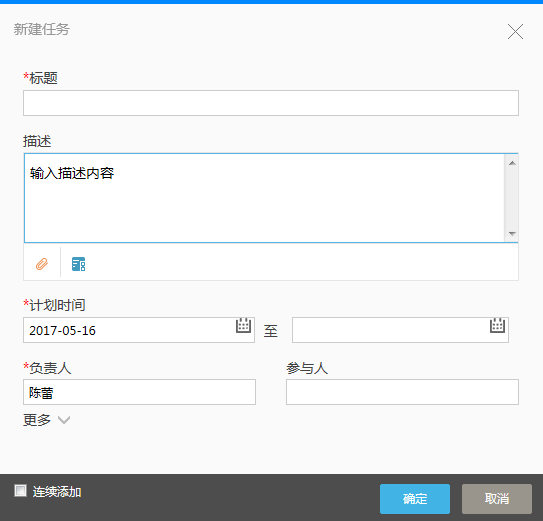 新建任务
*标题
描述
输入描述内容
*计划时间
2017-05-16 至
*负责人 参与人
陈蕾
更多
连续添加 确定 取消